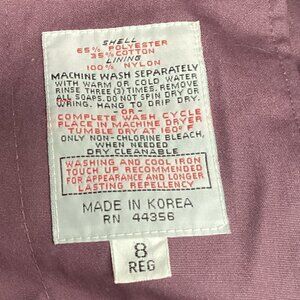 SHELL
65% POLYESTER
35% COTTON
LINING
100% NYLON
MACHINE WASH SEPARATELY
WITH WARM OR COLD WATER
RINSE THREE (3) TIMES. REMOVE
ALL SOAPS. DO NOT SPIN DRY OR
WRING. HANG TO DRIP DRY.
-OR-
COMPLETE WASH CYCLE
PLACE IN MACHINE DRYER
TUMBLE DRY AT 160° F
ONLY NON-CHLORINE BLEACH,
WHEN NEEDED
DRY CLEANABLE
WASHING AND COOL IRON
TOUCH UP RECOMMENDED
FOR APPEARANCE AND LONGER
LASTING REPELLENCY
MADE IN KOREA
RN 44356
8
REG